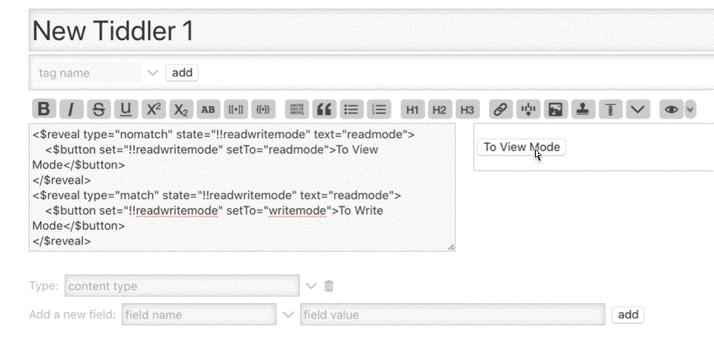 New Tiddler 1
tag name add
B I S U X² X₂ AB [[•]] {{•}} H1 H2 H3
<$reveal type="nomatch" state="!!readwritemode" text="readmode">
<$button set="!!readwritemode" setTo="readmode">To View
Mode</$button>
</$reveal>
<$reveal type="match" state="!!readwritemode" text="readmode">
<$button set="!!readwritemode" setTo="writemode">To Write
Mode</$button>
</$reveal>
To View Mode
Type: content type
Add a new field: field name field value add